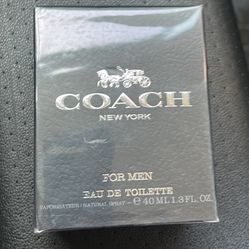 COACH
NEW YORK
FOR MEN
EAU DE TOILETTE
VAPORISATEUR / NATURAL SPRAY - e 40 ML 1.3 FL. OZ.